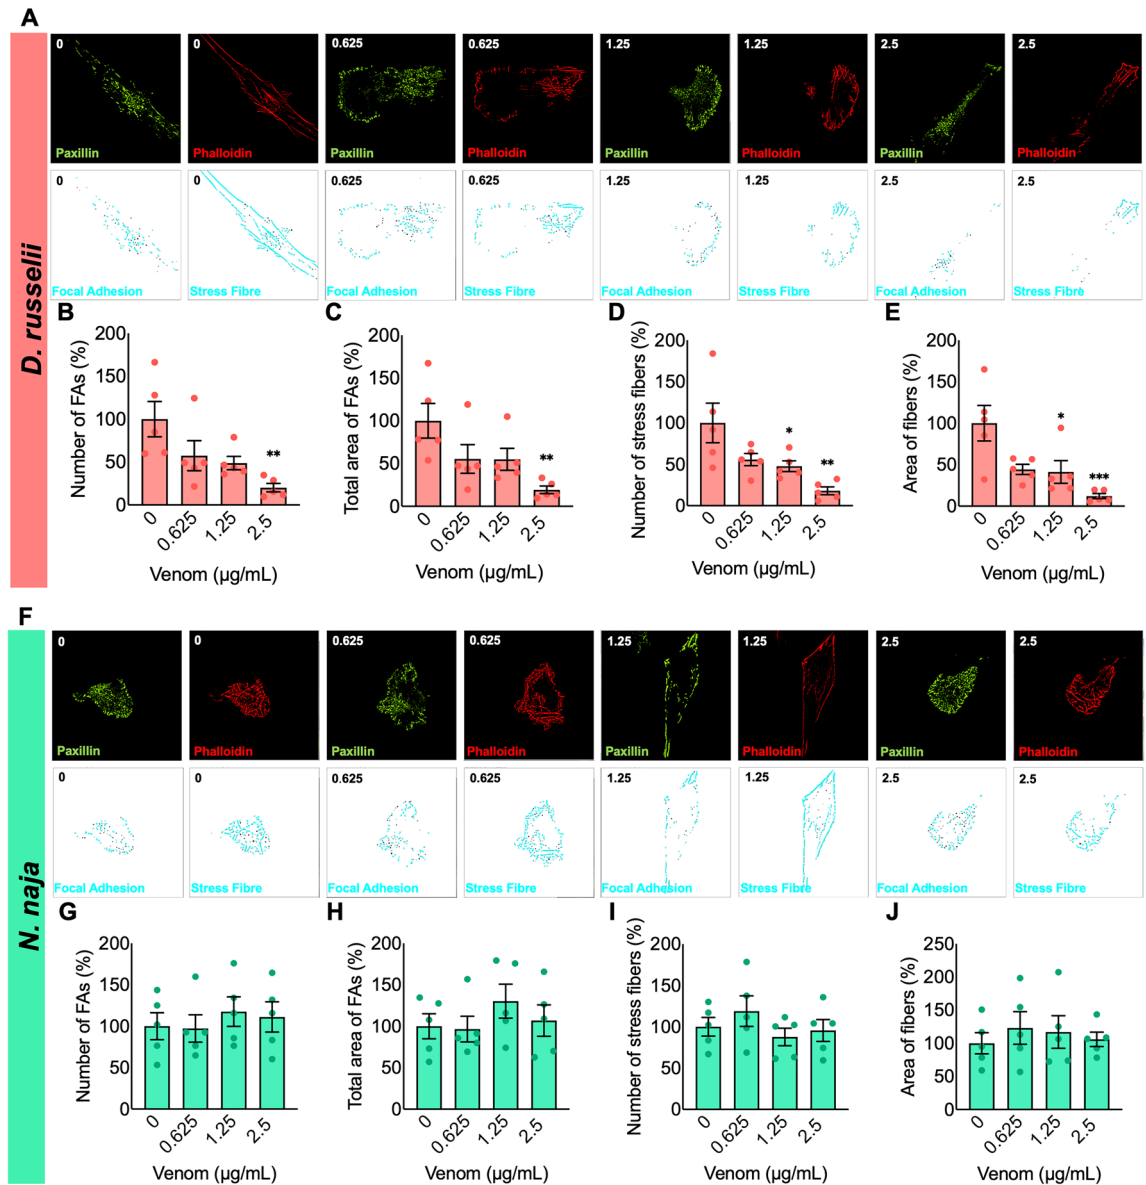 A
D. russelii
0
0
0.625
0.625
1.25
1.25
2.5
2.5
Paxillin
Phalloidin
Paxillin
Phalloidin
Paxillin
Phalloidin
Paxillin
Phalloidin
0
0
0.625
0.625
1.25
1.25
2.5
2.5
Focal Adhesion
Stress Fibre
Focal Adhesion
Stress Fibre
Focal Adhesion
Stress Fibre
Focal Adhesion
Stress Fibre
B
Number of FAs (%)
200
150
100
50
0
**
0
0.625
1.25
2.5
Venom (µg/mL)
C
Total area of FAs (%)
200
150
100
50
0
**
0
0.625
1.25
2.5
Venom (µg/mL)
D
Number of stress fibers (%)
200
150
100
50
0
*
**
0
0.625
1.25
2.5
Venom (µg/mL)
E
Area of fibers (%)
200
150
100
50
0
*
***
0
0.625
1.25
2.5
Venom (µg/mL)
F
N. naja
0
0
0.625
0.625
1.25
1.25
2.5
2.5
Paxillin
Phalloidin
Paxillin
Phalloidin
Paxillin
Phalloidin
Paxillin
Phalloidin
0
0
0.625
0.625
1.25
1.25
2.5
2.5
Focal Adhesion
Stress Fibre
Focal Adhesion
Stress Fibre
Focal Adhesion
Stress Fibre
Focal Adhesion
Stress Fibre
G
Number of FAs (%)
200
150
100
50
0
0
0.625
1.25
2.5
Venom (µg/mL)
H
Total area of FAs (%)
200
150
100
50
0
0
0.625
1.25
2.5
Venom (µg/mL)
I
Number of stress fibers (%)
200
150
100
50
0
0
0.625
1.25
2.5
Venom (µg/mL)
J
Area of fibers (%)
250
200
150
100
50
0
0
0.625
1.25
2.5
Venom (µg/mL)